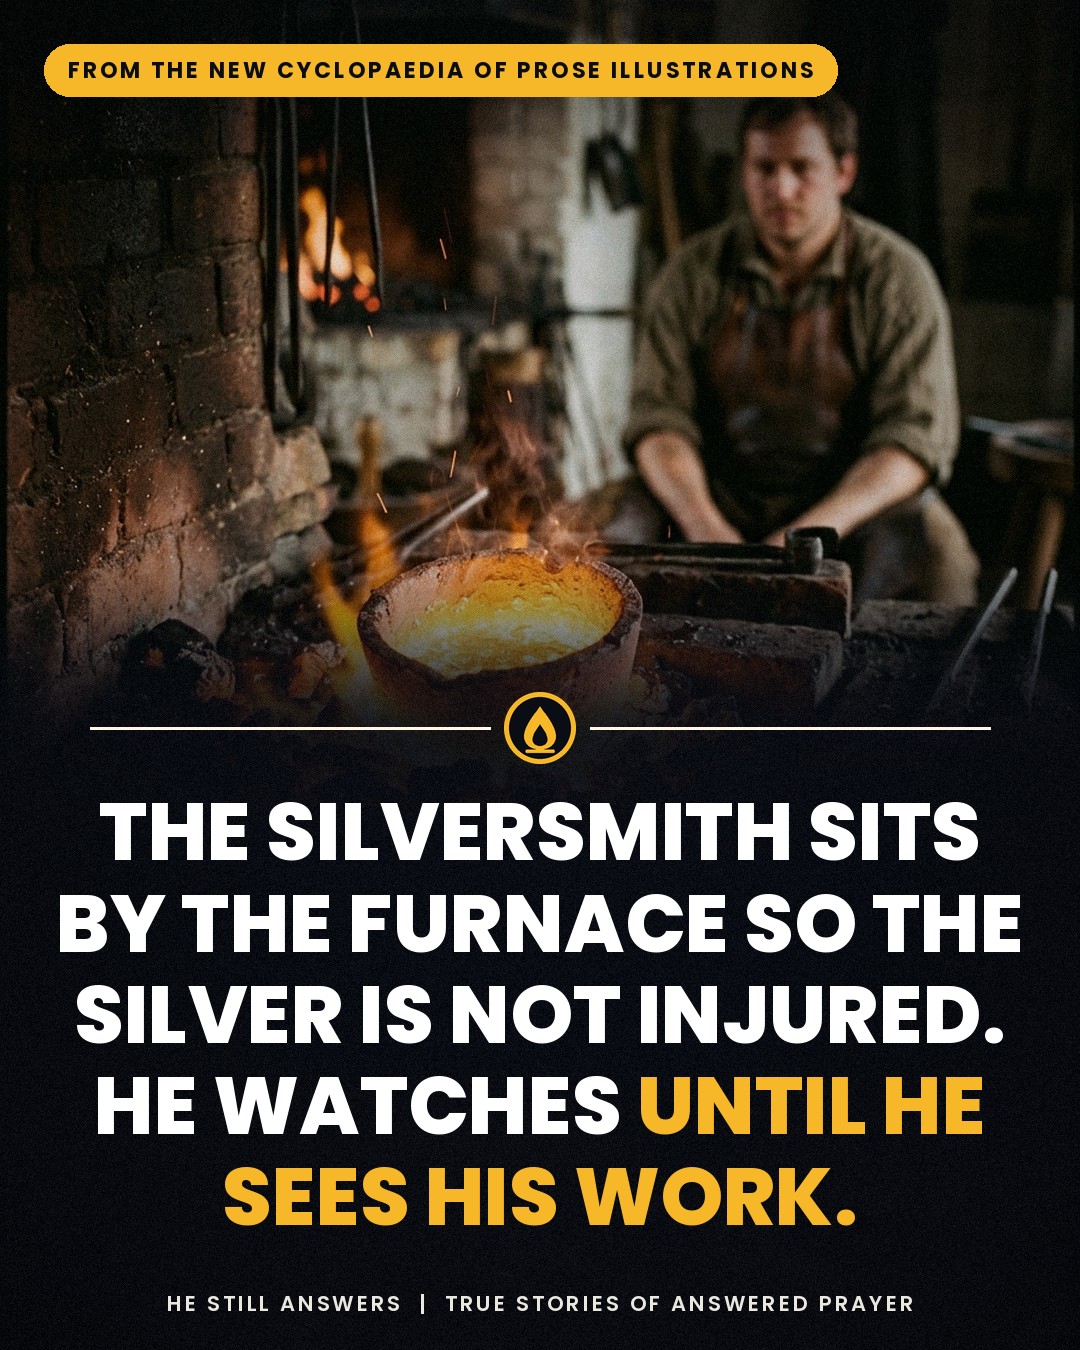 FROM THE NEW CYCLOPAEDIA OF PROSE ILLUSTRATIONS
THE SILVERSMITH SITS
BY THE FURNACE SO THE
SILVER IS NOT INJURED.
HE WATCHES UNTIL HE
SEES HIS WORK.
HE STILL ANSWERS | TRUE STORIES OF ANSWERED PRAYER